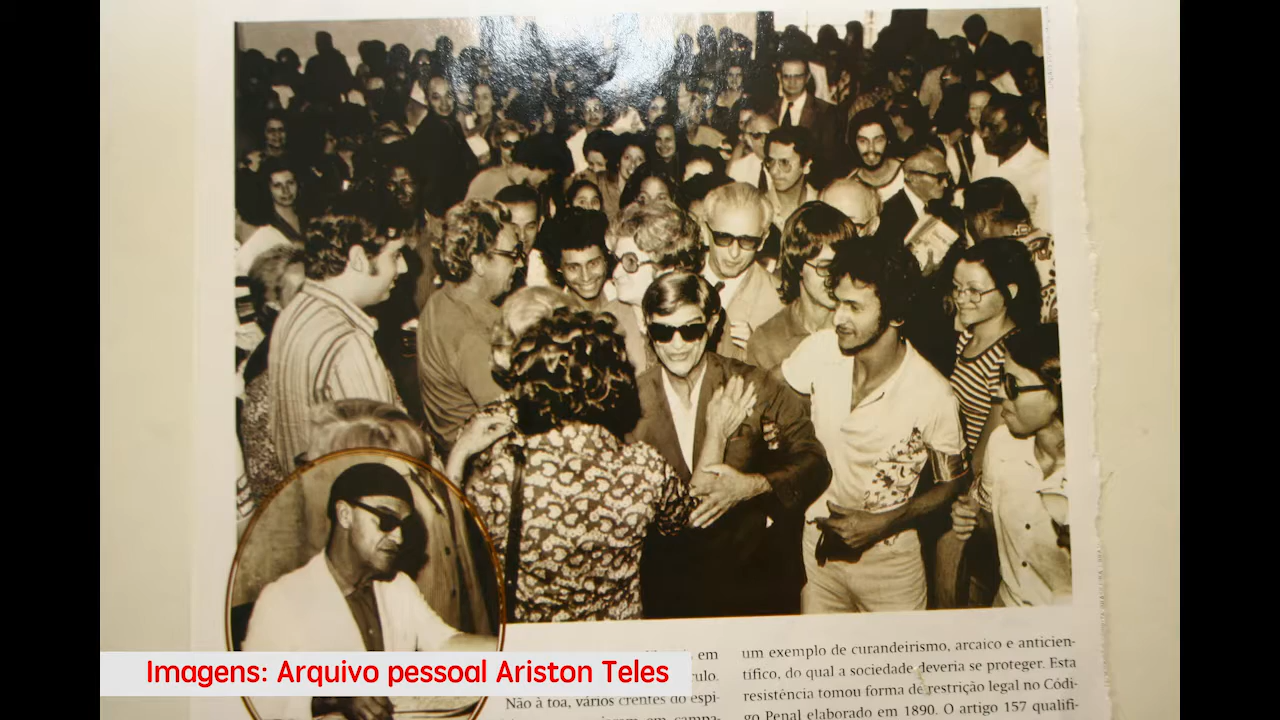 em
culo.
Não à toa, vários crentes do espi-
um exemplo de curandeirismo, arcaico e anticien-
tífico, do qual a sociedade deveria se proteger. Esta
resistência tomou forma de restrição legal no Códi-
go Penal elaborado em 1890. O artigo 157 qualifi-
Imagens: Arquivo pessoal Ariston Teles